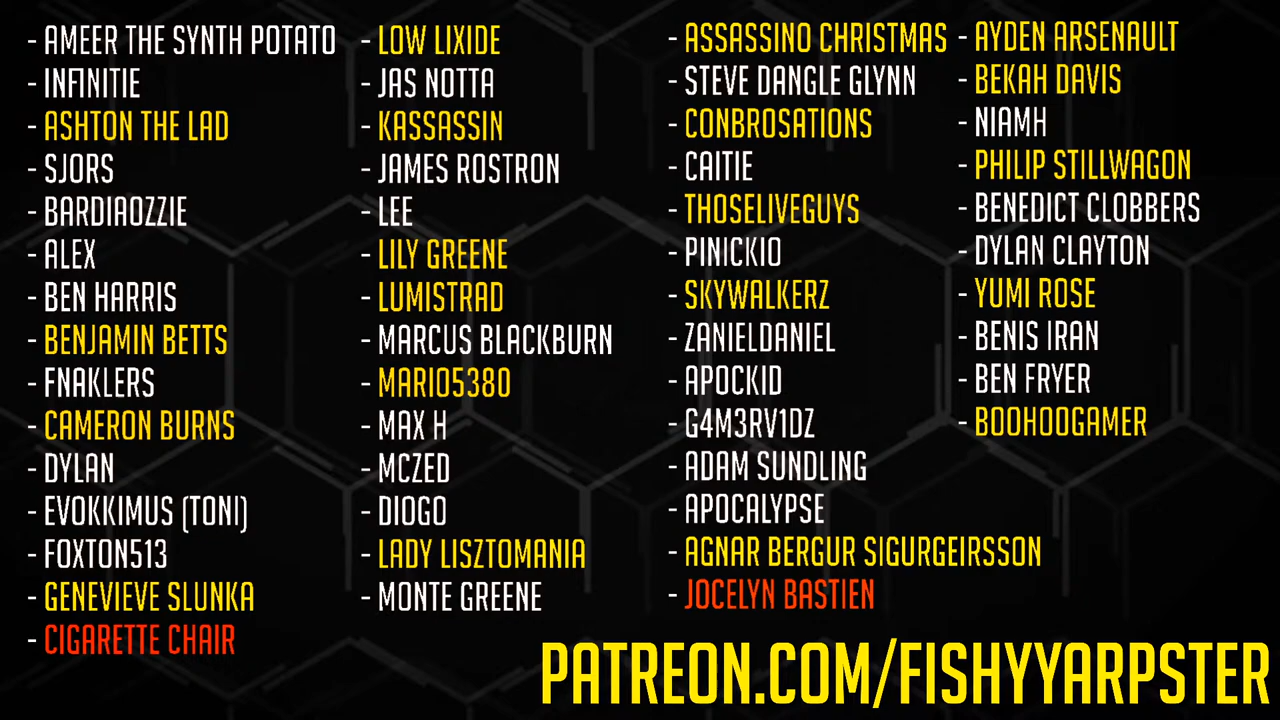 - AMEER THE SYNTH POTATO
- INFINITIE
- ASHTON THE LAD
- SJORS
- BARDIAOZZIE
- ALEX
- BEN HARRIS
- BENJAMIN BETTS
- FNAKLERS
- CAMERON BURNS
- DYLAN
- EVOKKIMUS (TONI)
- FOXTON513
- GENEVIEVE SLUNKA
- CIGARETTE CHAIR
- LOW LIXIDE
- JAS NOTTA
- KASSASSIN
- JAMES ROSTRON
- LEE
- LILY GREENE
- LUMISTRAD
- MARCUS BLACKBURN
- MARIO5380
- MAX H
- MCZED
- DIOGO
- LADY LISZTOMANIA
- MONTE GREENE
- ASSASSINO CHRISTMAS
- STEVE DANGLE GLYNN
- CONBROSATIONS
- CAITIE
- THOSELIVEGUYS
- PINICKIO
- SKYWALKERZ
- ZANIELDANIEL
- APOCKID
- G4M3RV1DZ
- ADAM SUNDLING
- APOCALYPSE
- AGNAR BERGUR SIGURGEIRSSON
- JOCELYN BASTIEN
- AYDEN ARSENAULT
- BEKAH DAVIS
- NIAMH
- PHILIP STILLWAGON
- BENEDICT CLOBBERS
- DYLAN CLAYTON
- YUMI ROSE
- BENIS IRAN
- BEN FRYER
- BOOHOOGAMER
PATREON.COM/FISHYYARPSTER